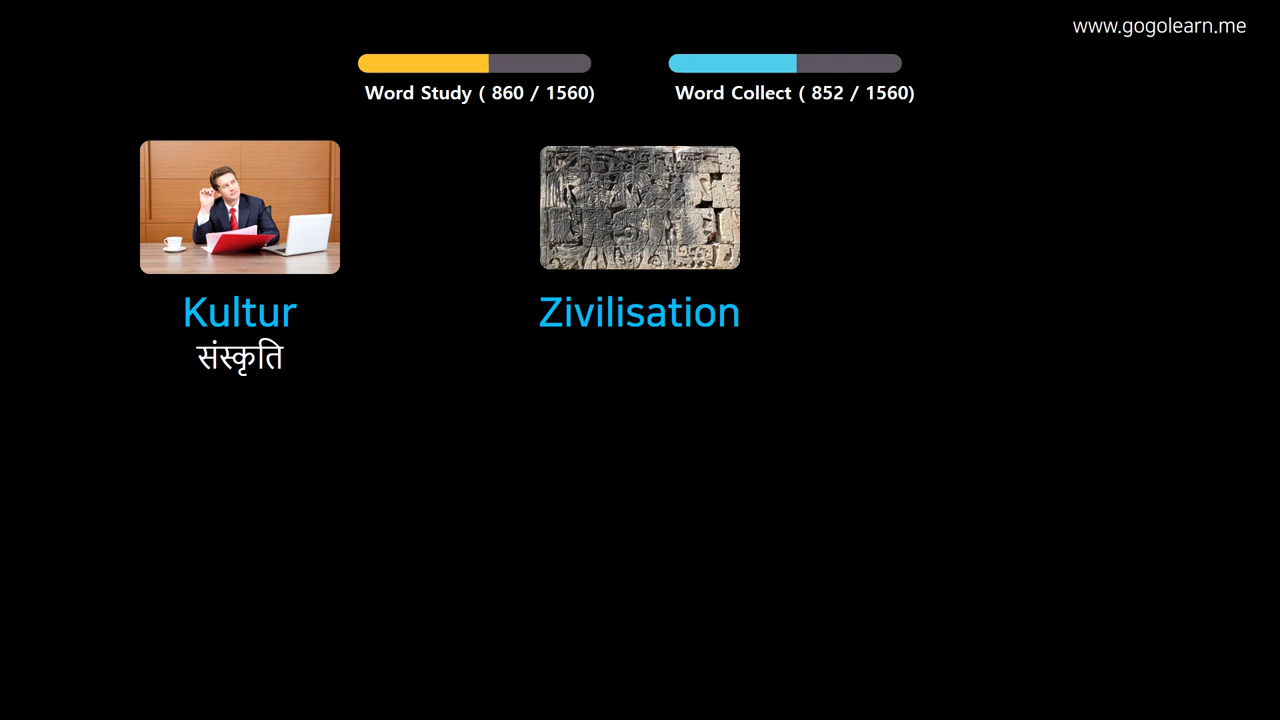 www.gogolearn.me
Word Study ( 860 / 1560)
Word Collect ( 852 / 1560)
Kultur
संस्कृति
Zivilisation